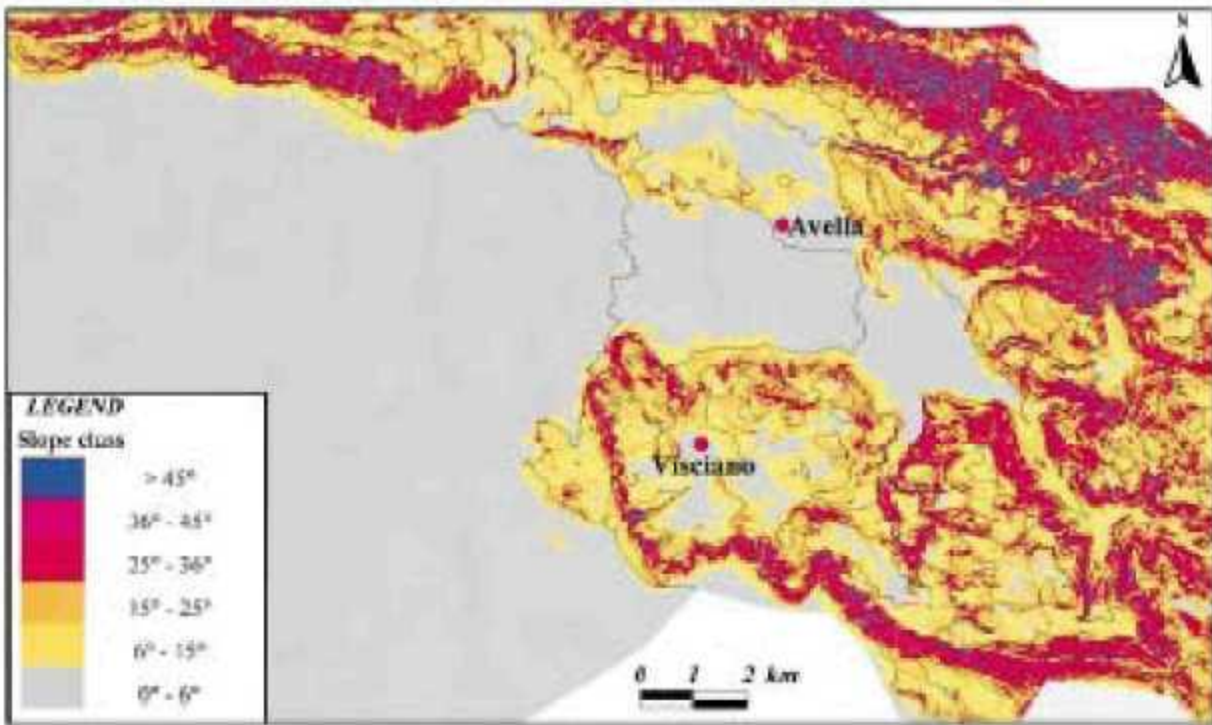 N
Avella
Visciano
LEGEND
Slope class
> 45°
36° - 45°
25° - 36°
15° - 25°
6° - 15°
0° - 6°
0 1 2 km